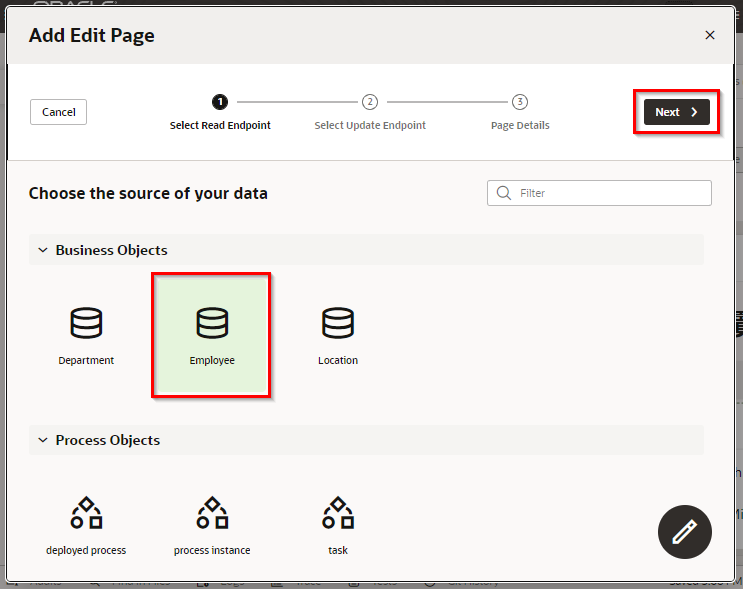 ORACLE
Add Edit Page
Cancel
1
2
3
Select Read Endpoint
Select Update Endpoint
Page Details
Next
Choose the source of your data
Filter
Business Objects
Department
Employee
Location
Process Objects
deployed process
process instance
task